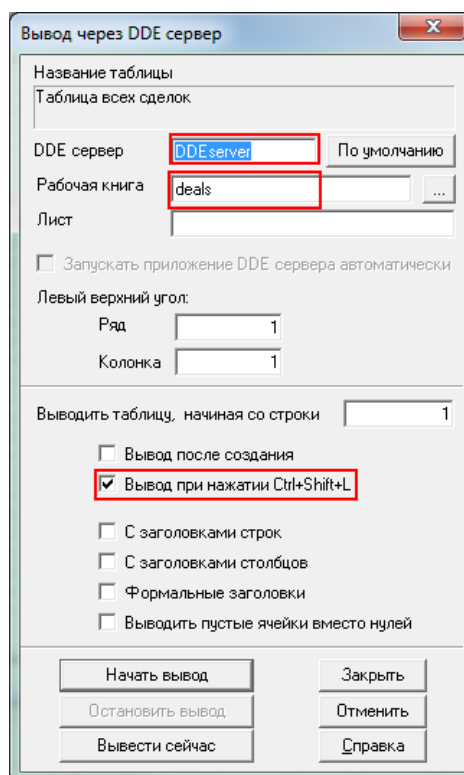 Вывод через DDE сервер
Название таблицы
Таблица всех сделок
DDE сервер DDEserver По умолчанию
Рабочая книга deals ...
Лист
Запускать приложение DDE сервера автоматически
Левый верхний угол:
Ряд 1
Колонка 1
Выводить таблицу, начиная со строки 1
Вывод после создания
Вывод при нажатии Ctrl+Shift+L
С заголовками строк
С заголовками столбцов
Формальные заголовки
Выводить пустые ячейки вместо нулей
Начать вывод Закрыть
Остановить вывод Отменить
Вывести сейчас Справка